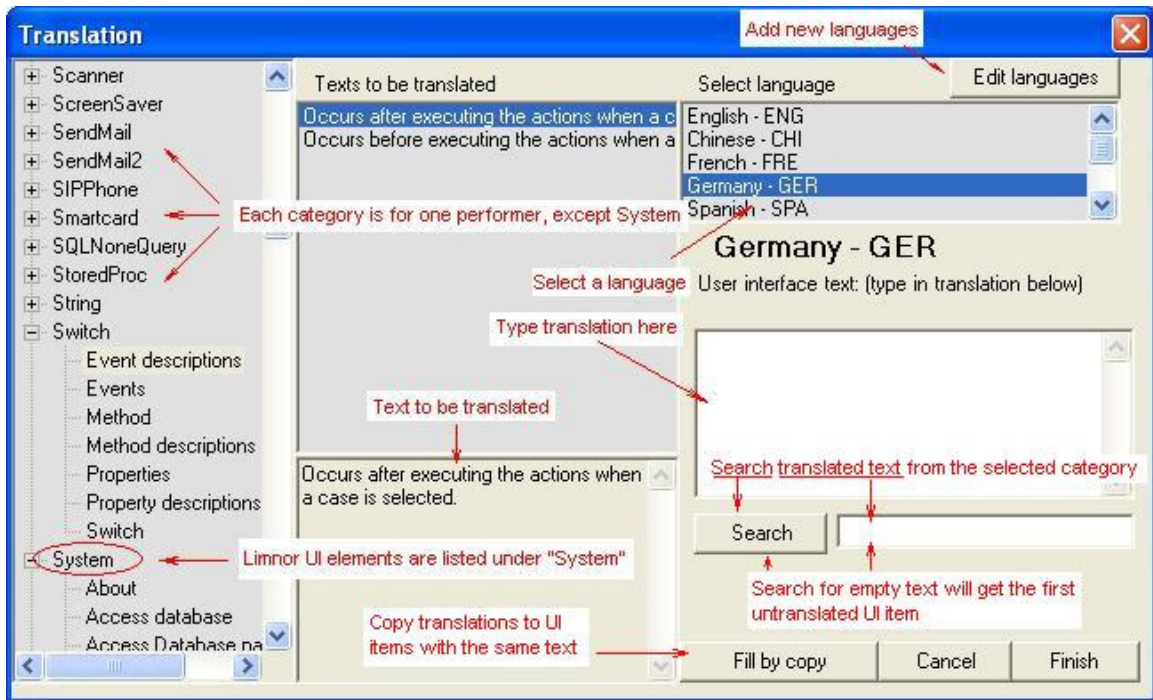 Translation
Add new languages
Edit languages
Scanner
ScreenSaver
SendMail
SendMail2
SIPPhone
Smartcard
SQLNoneQuery
StoredProc
String
Switch
Event descriptions
Events
Method
Method descriptions
Properties
Property descriptions
Switch
System
About
Access database
Access Database na
Texts to be translated
Occurs after executing the actions when a c
Occurs before executing the actions when a
Each category is for one performer, except System
Select language
English - ENG
Chinese - CHI
French - FRE
Germany - GER
Spanish - SPA
Germany - GER
Select a language
User interface text: (type in translation below)
Type translation here
Text to be translated
Occurs after executing the actions when
a case is selected.
Search translated text from the selected category
Search
Limnor UI elements are listed under "System"
Search for empty text will get the first
untranslated UI item
Copy translations to UI
items with the same text
Fill by copy
Cancel
Finish